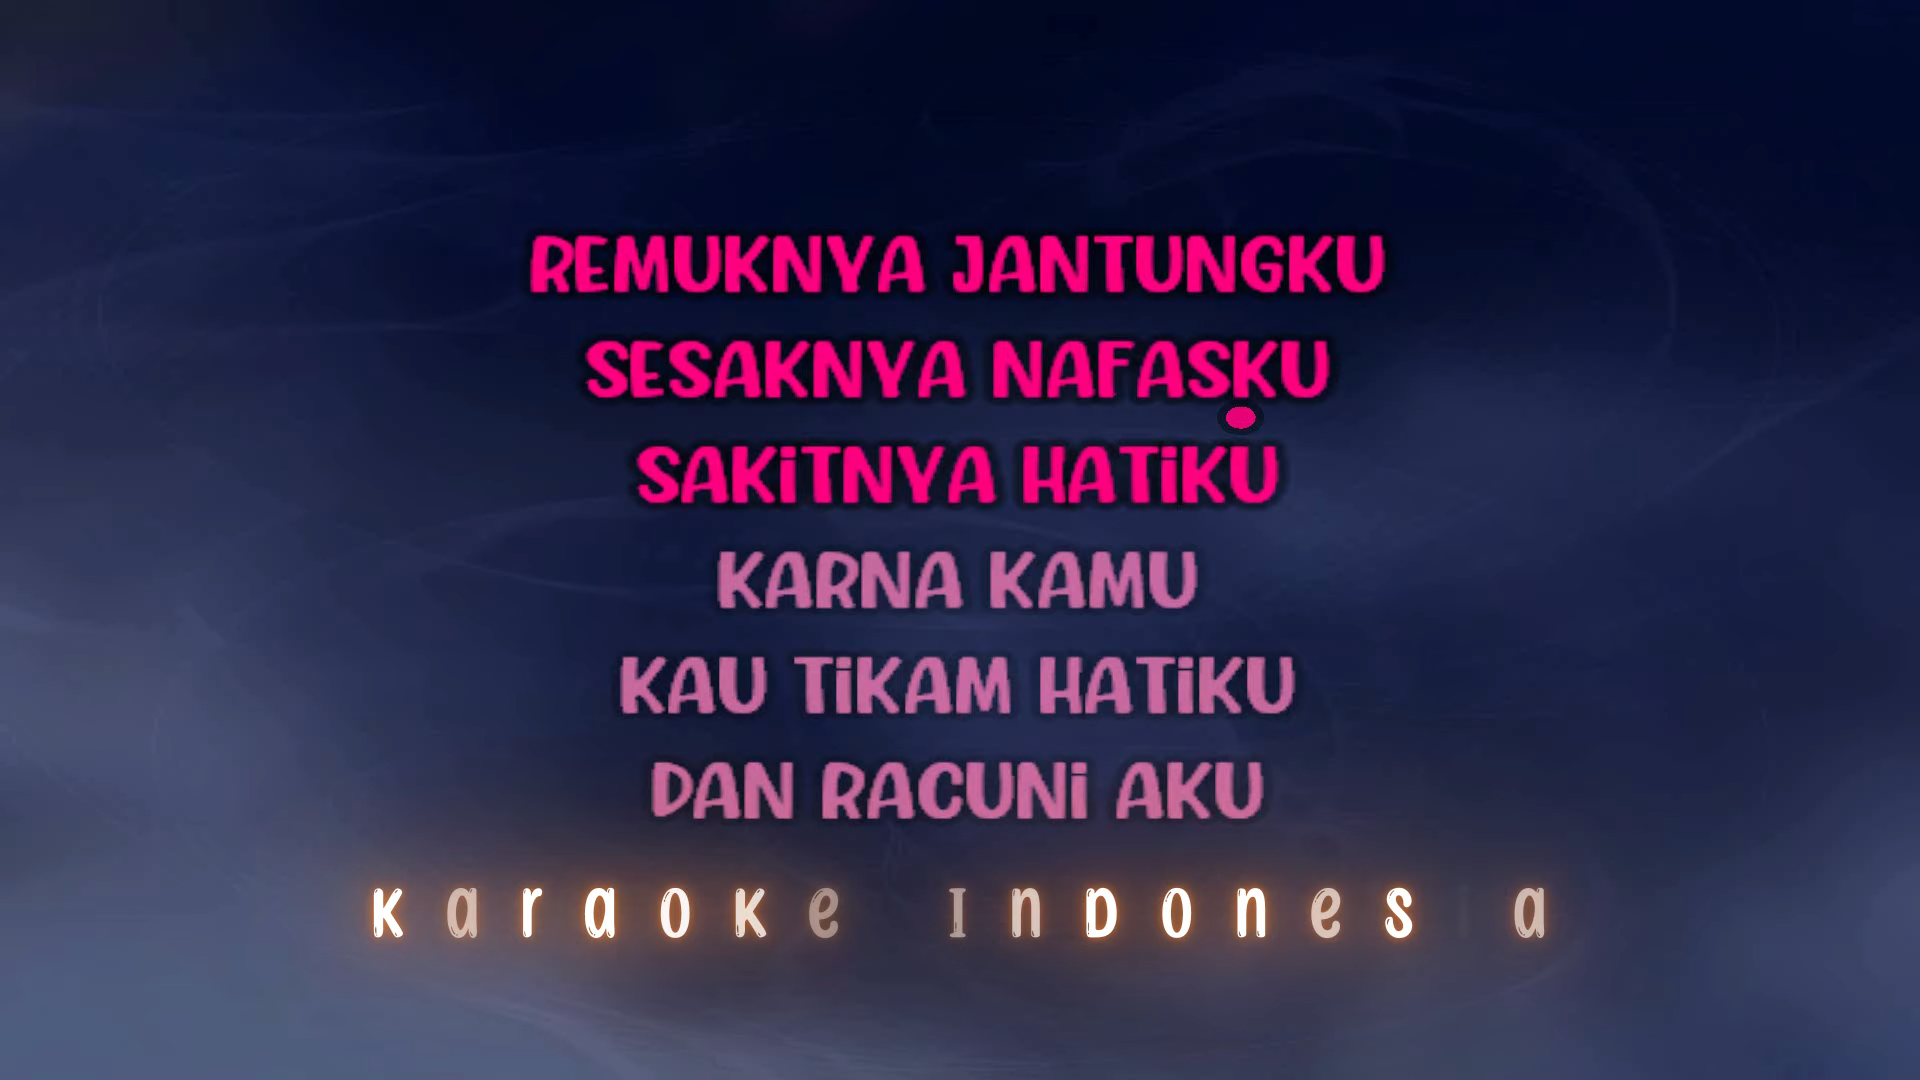 REMUKNYA JANTUNGKU
SESAKNYA NAFASKU
SAKiTNYA HATiKU
KARNA KAMU
KAU TiKAM HATiKU
DAN RACUNi AKU
Karaoke Indonesia